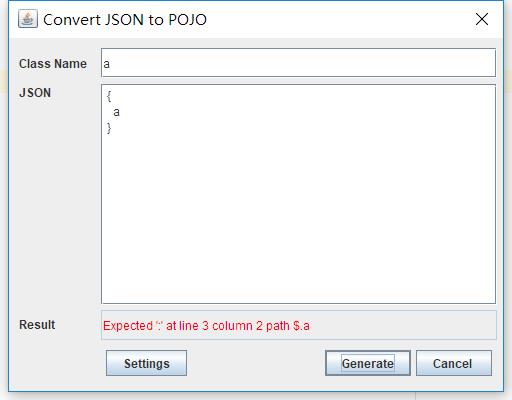 Convert JSON to POJO
Class Name a
JSON {
a
}
Result Expected ':' at line 3 column 2 path $.a
Settings Generate Cancel